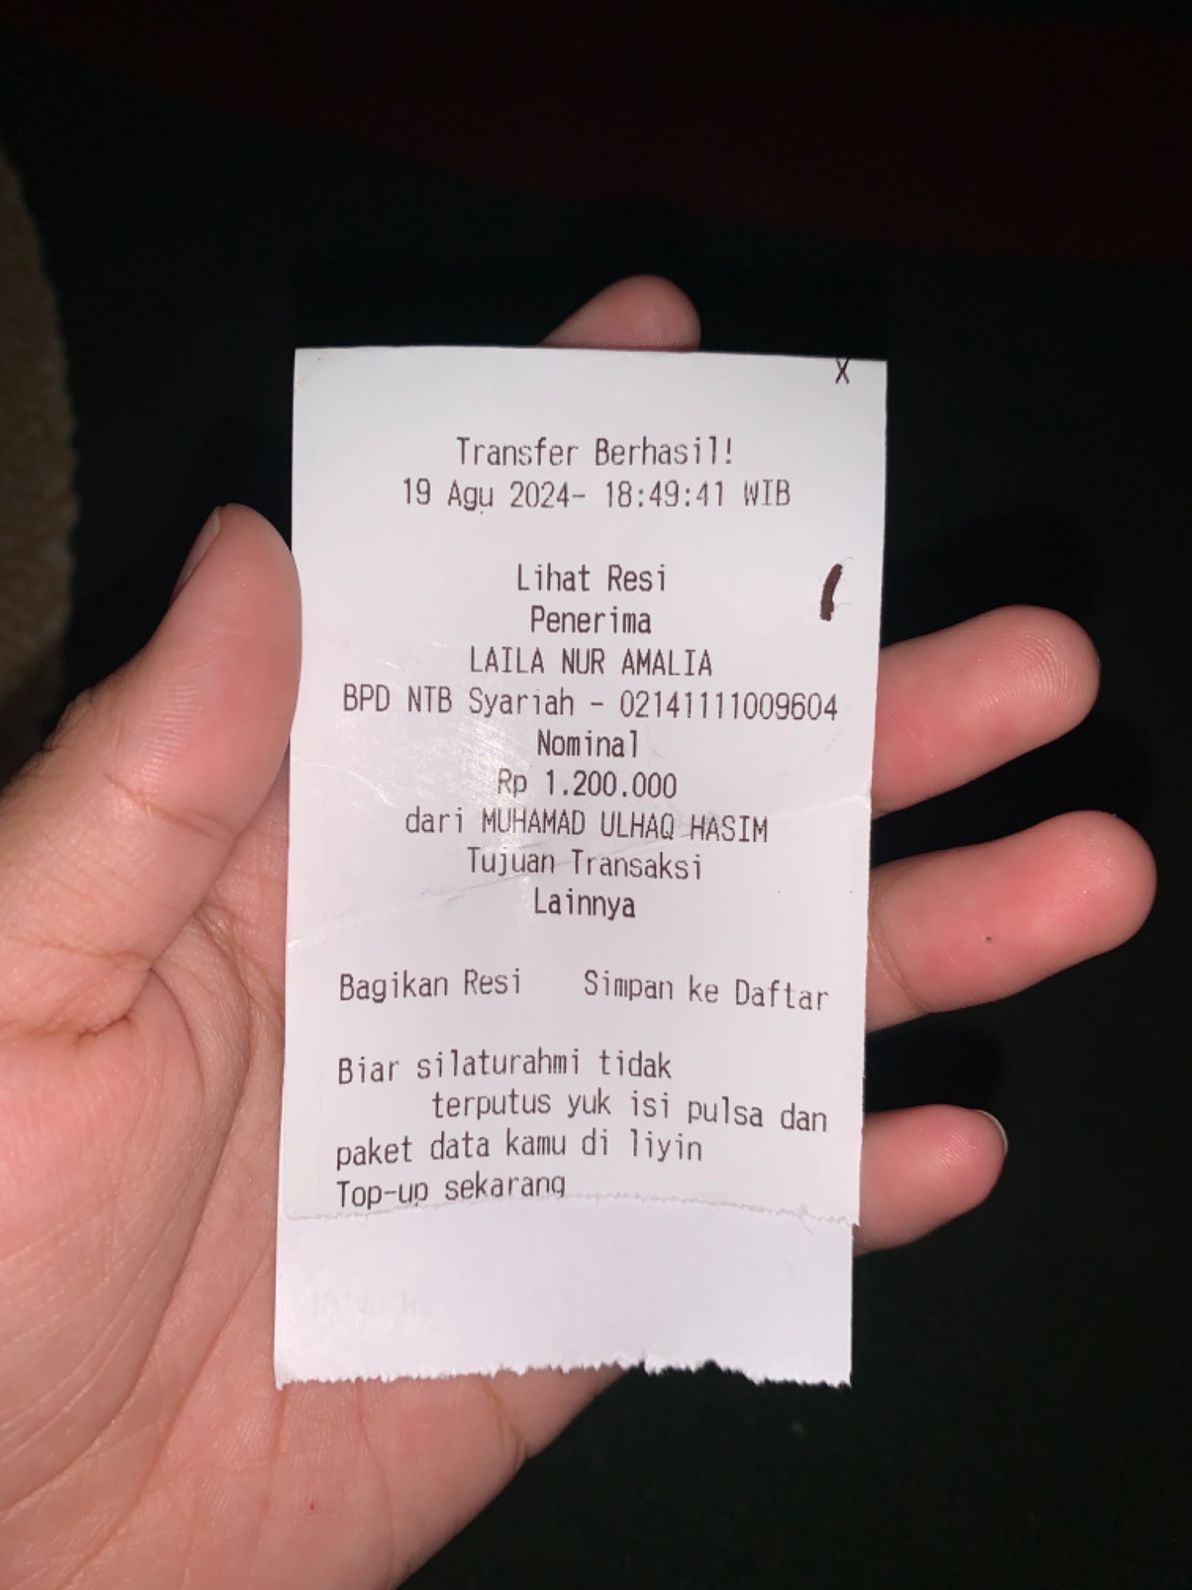 X
Transfer Berhasil!
19 Agu 2024- 18:49:41 WIB
Lihat Resi
Penerima
LAILA NUR AMALIA
BPD NTB Syariah - 02141111009604
Nominal
Rp 1.200.000
dari MUHAMAD ULHAQ HASIM
Tujuan Transaksi
Lainnya
Bagikan Resi Simpan ke Daftar
Biar silaturahmi tidak
terputus yuk isi pulsa dan
paket data kamu di liyin
Top-up sekarang